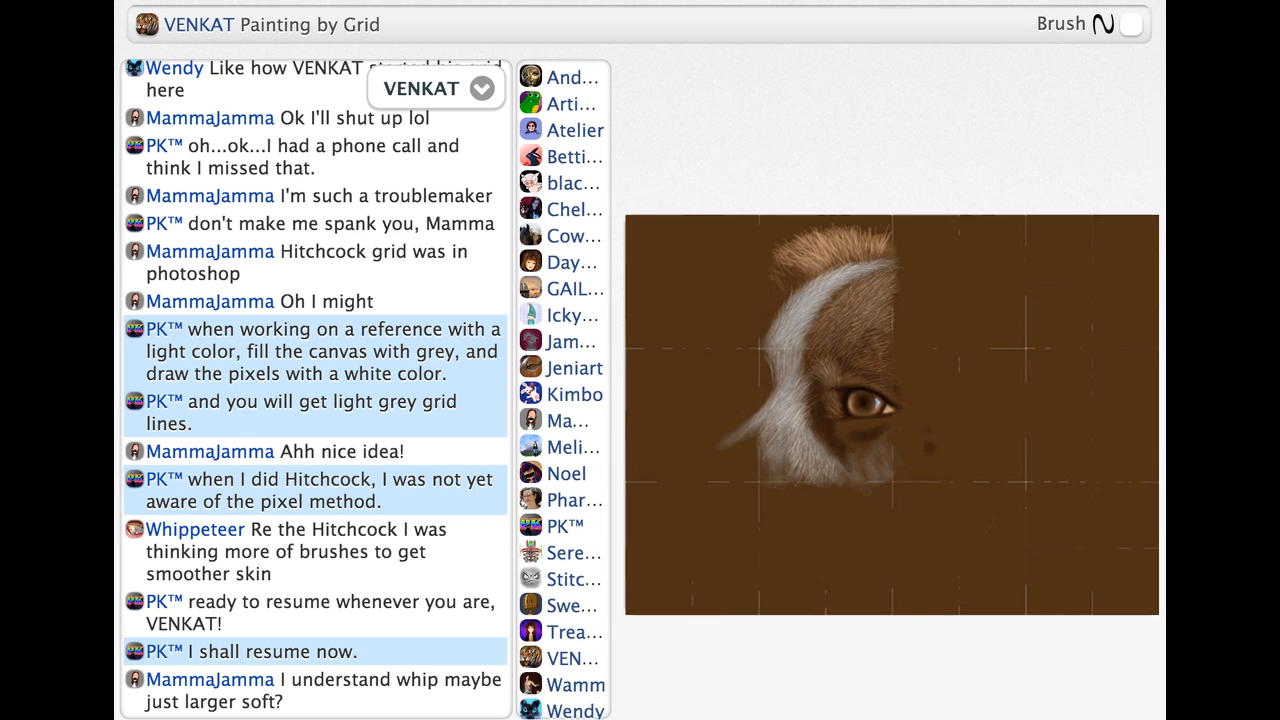 VENKAT Painting by Grid
Brush
Wendy Like how VENKAT
here
VENKAT
MammaJamma Ok I'll shut up lol
PK™ oh...ok...I had a phone call and
think I missed that.
MammaJamma I'm such a troublemaker
PK™ don't make me spank you, Mamma
MammaJamma Hitchcock grid was in
photoshop
MammaJamma Oh I might
PK™ when working on a reference with a
light color, fill the canvas with grey, and
draw the pixels with a white color.
PK™ and you will get light grey grid
lines.
MammaJamma Ahh nice idea!
PK™ when I did Hitchcock, I was not yet
aware of the pixel method.
Whippeteer Re the Hitchcock I was
thinking more of brushes to get
smoother skin
PK™ ready to resume whenever you are,
VENKAT!
PK™ I shall resume now.
MammaJamma I understand whip maybe
just larger soft?
And...
Arti...
Atelier
Betti...
blac...
Chel...
Cow...
Day...
GAIL...
Icky...
Jam...
Jeniart
Kimbo
Ma...
Meli...
Noel
Phar...
PK™
Sere...
Stitc...
Swe...
Trea...
VEN...
Wamm
Wendy